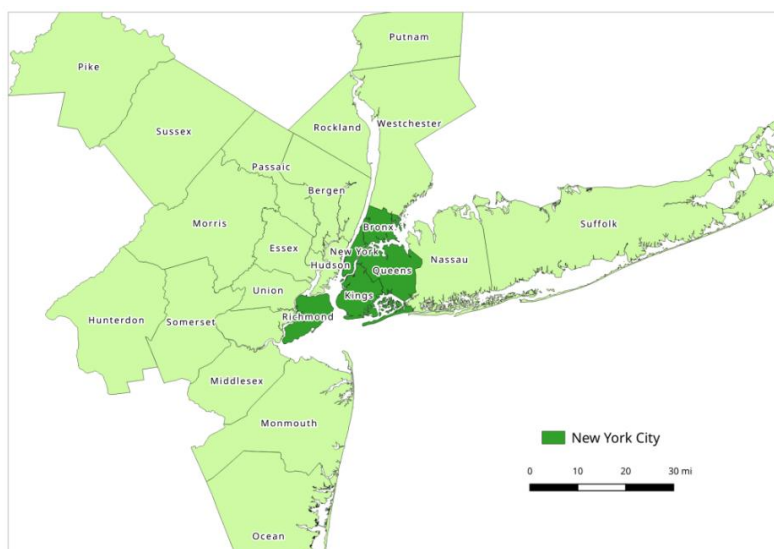 Putnam
Pike
Sussex
Rockland
Westchester
Passaic
Bergen
Morris
Bronx
Suffolk
Essex
New York
Nassau
Hudson
Queens
Union
Kings
Hunterdon
Somerset
Richmond
Middlesex
Monmouth
New York City
0 10 20 30 mi
Ocean